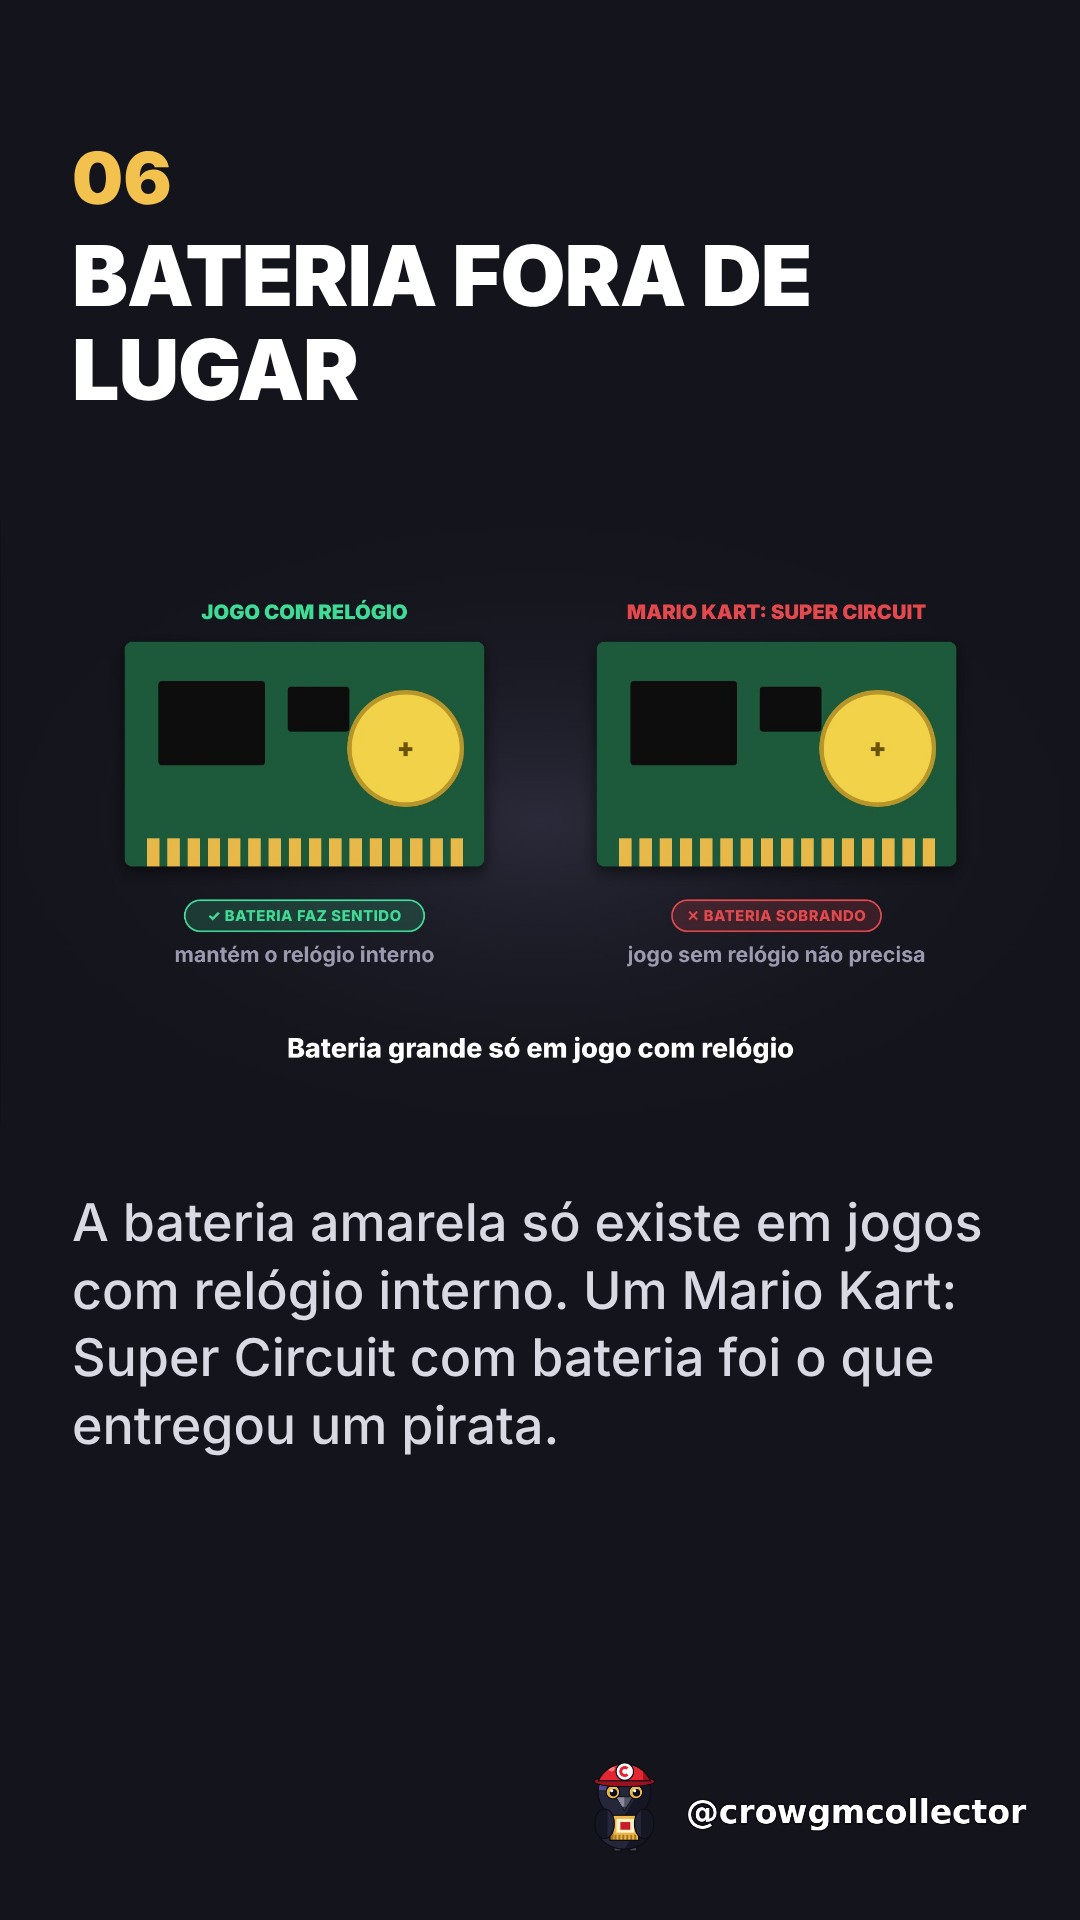 06
BATERIA FORA DE
LUGAR
JOGO COM RELÓGIO
MARIO KART: SUPER CIRCUIT
+
+
✓ BATERIA FAZ SENTIDO
✕ BATERIA SOBRANDO
mantém o relógio interno
jogo sem relógio não precisa
Bateria grande só em jogo com relógio
A bateria amarela só existe em jogos
com relógio interno. Um Mario Kart:
Super Circuit com bateria foi o que
entregou um pirata.
C
@crowgmcollector